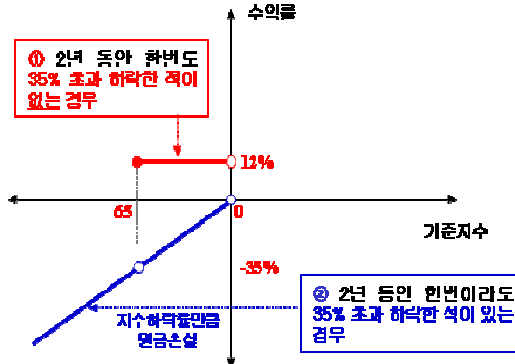 수익률
① 2년 동안 한번도
35% 초과 하락한 적이
없는 경우
12%
65
0
기준지수
-35%
② 2년 동안 한번이라도
35% 초과 하락한 적이 있는
경우
지수하락률만큼
원금손실